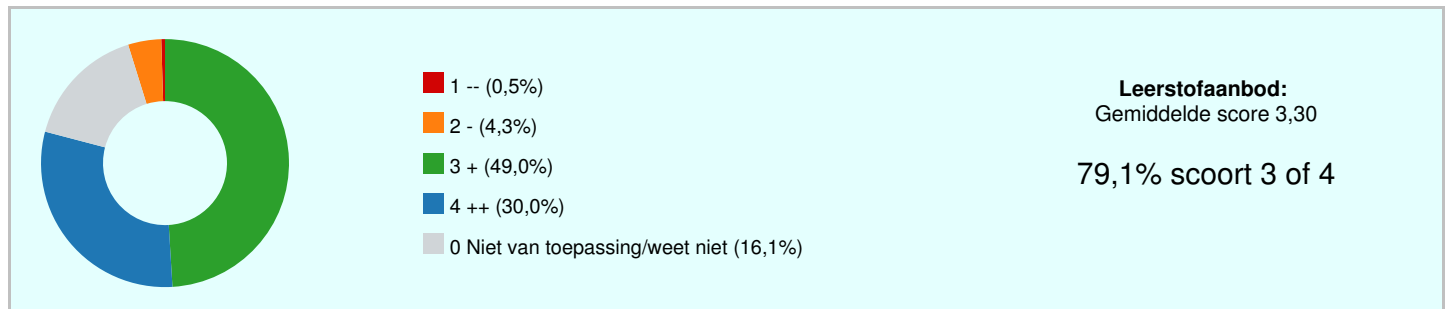 1 -- (0,5%)
2 - (4,3%)
3 + (49,0%)
4 ++ (30,0%)
0 Niet van toepassing/weet niet (16,1%)
Leerstofaanbod:
Gemiddelde score 3,30
79,1% scoort 3 of 4